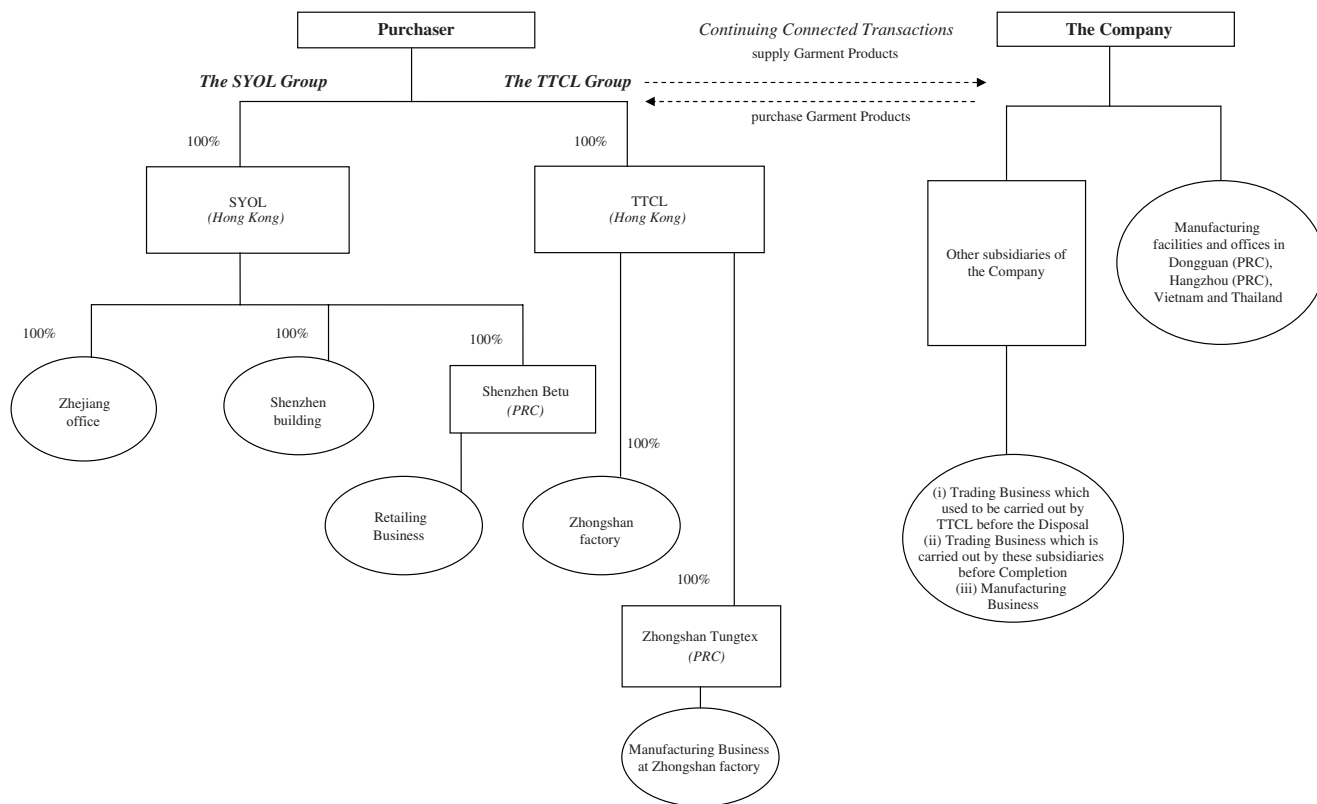 Purchaser
Continuing Connected Transactions
The Company
supply Garment Products
The SYOL Group
The TTCL Group
purchase Garment Products
100%
100%
SYOL
(Hong Kong)
TTCL
(Hong Kong)
Other subsidiaries of
the Company
Manufacturing
facilities and offices in
Dongguan (PRC),
Hangzhou (PRC),
Vietnam and Thailand
100%
100%
100%
Zhejiang
office
Shenzhen
building
Shenzhen Betu
(PRC)
100%
Retailing
Business
Zhongshan
factory
(i) Trading Business which
used to be carried out by
TTCL before the Disposal
(ii) Trading Business which is
carried out by these subsidiaries
before Completion
(iii) Manufacturing
Business
100%
Zhongshan Tungtex
(PRC)
Manufacturing Business
at Zhongshan factory